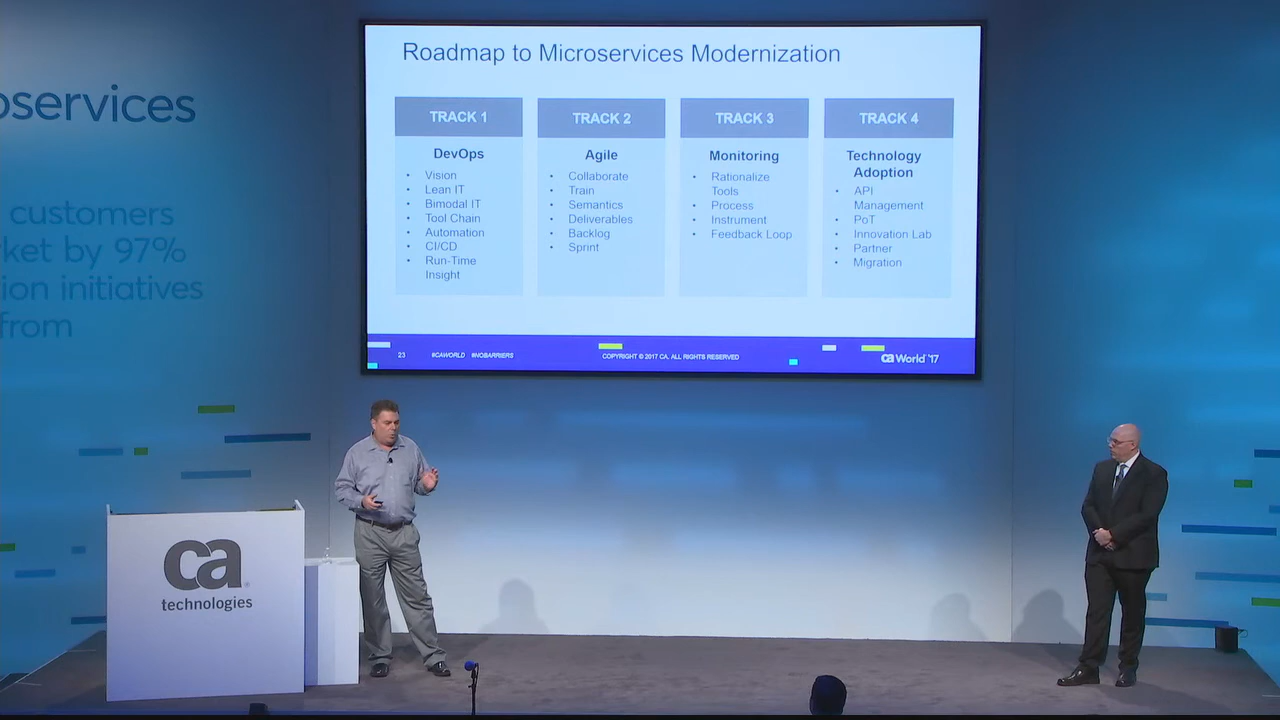 Roadmap to Microservices Modernization
TRACK 1
DevOps
• Vision
• Lean IT
• Bimodal IT
• Tool Chain
• Automation
• CI/CD
• Run-Time
Insight
TRACK 2
Agile
• Collaborate
• Train
• Semantics
• Deliverables
• Backlog
• Sprint
TRACK 3
Monitoring
• Rationalize
Tools
• Process
• Instrument
• Feedback Loop
TRACK 4
Technology
Adoption
• API
Management
• PoT
• Innovation Lab
• Partner
• Migration
23 #CAWORLD #NOBARRIERS COPYRIGHT © 2017 CA. ALL RIGHTS RESERVED ca World '17
oservices
customers
ket by 97%
ion initiatives
from
ca
technologies